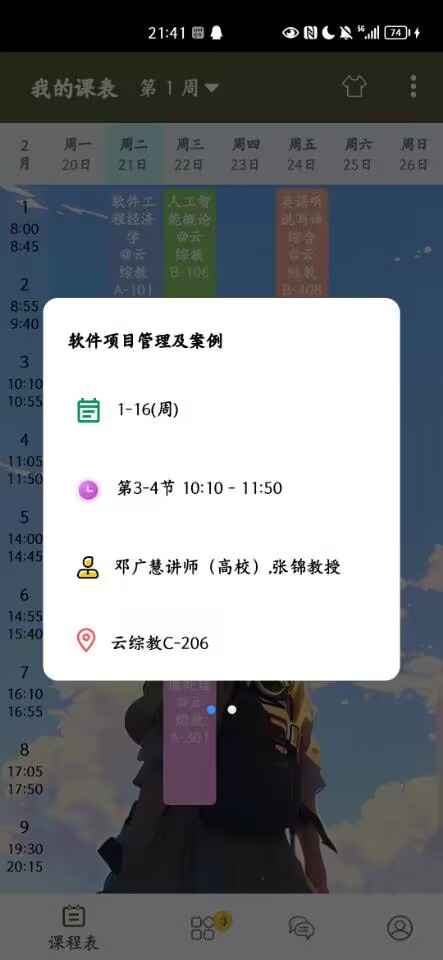 21:41
5G
74
我的课表 第 1 周
2
月
周一 周二 周三 周四 周五 周六 周日
20日 21日 22日 23日 24日 25日 26日
软件工
程经济
学
@云
综教
A-101
人工智
能概论
@云
综教
B-106
英语听
说写译
综合
@云
综教
B-408
1
8:00
8:45
2
8:55
9:40
3
10:10
10:55
4
11:05
11:50
5
14:00
14:45
6
14:55
15:40
7
16:10
16:55
8
17:05
17:50
9
19:30
20:15
软件项目管理及案例
1-16(周)
第3-4节 10:10 - 11:50
邓广慧讲师（高校）,张锦教授
云综教C-206
@云
综教
A-301
课程表